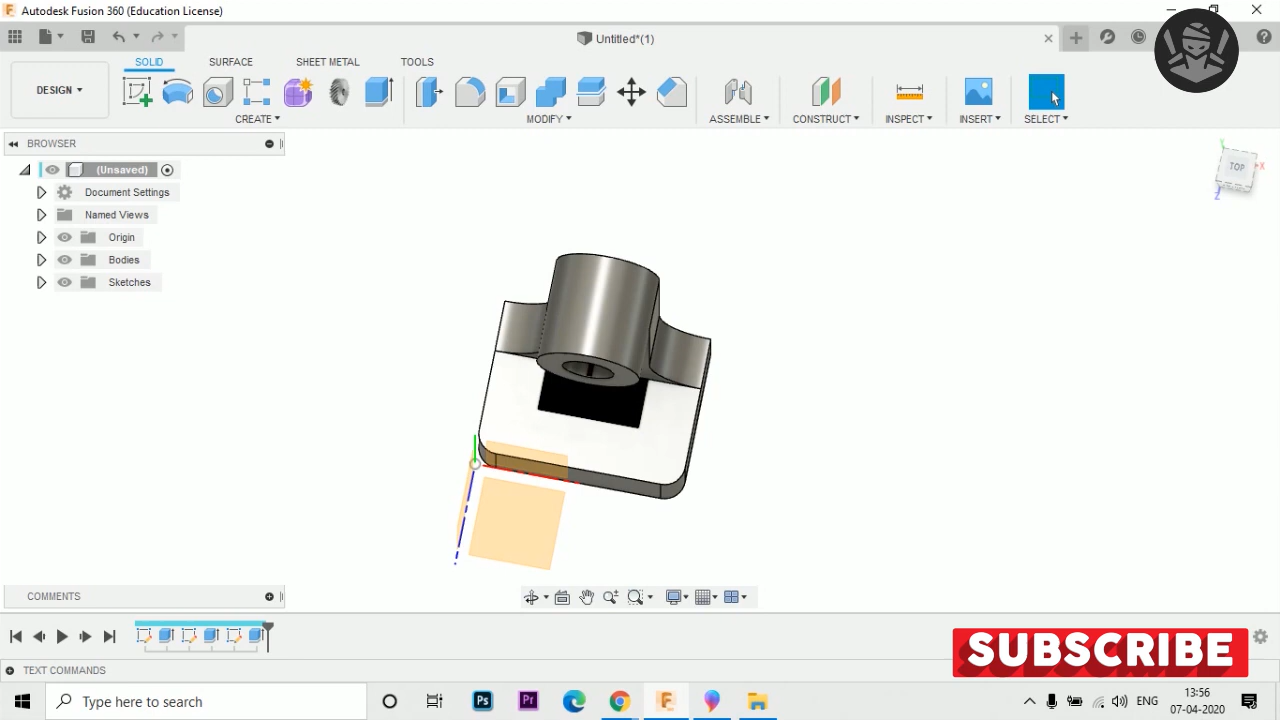 Autodesk Fusion 360 (Education License)
Untitled*(1)
SOLID
SURFACE
SHEET METAL
TOOLS
DESIGN
CREATE
MODIFY
ASSEMBLE
CONSTRUCT
INSPECT
INSERT
SELECT
BROWSER
(Unsaved)
Document Settings
Named Views
Origin
Bodies
Sketches
Y
TOP
X
Z
COMMENTS
SUBSCRIBE
TEXT COMMANDS
Type here to search
Ps
Pr
ENG
13:56
07-04-2020